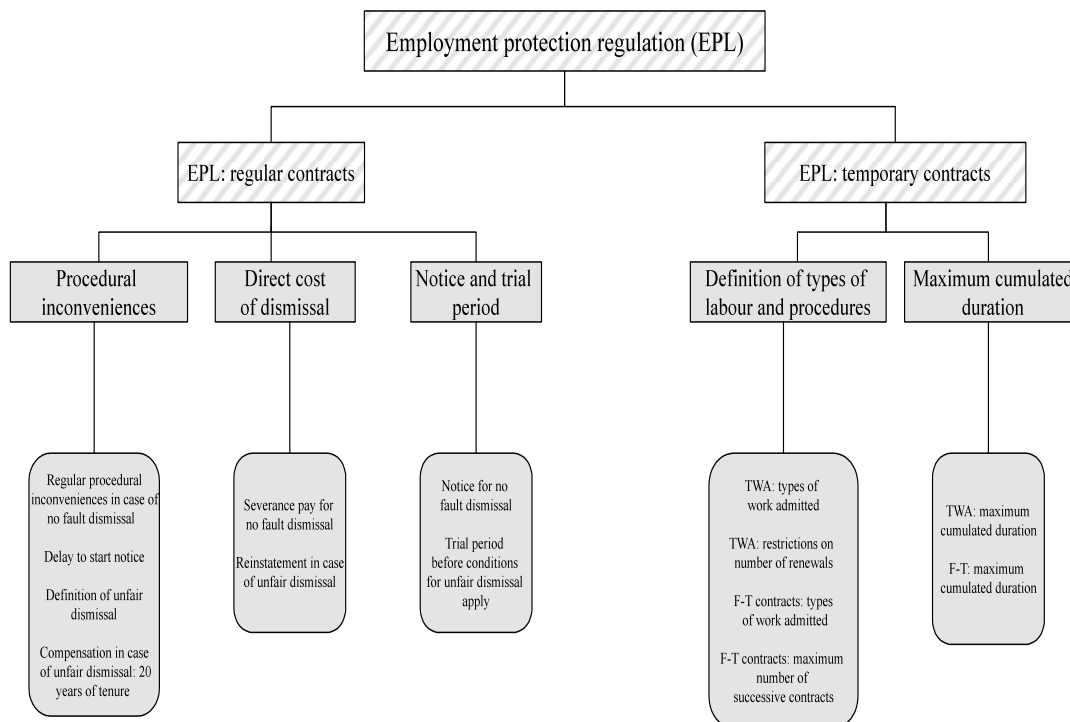 Employment protection regulation (EPL)
EPL: regular contracts
EPL: temporary contracts
Procedural
inconveniences
Direct cost
of dismissal
Notice and trial
period
Definition of types of
labour and procedures
Maximum cumulated
duration
Regular procedural
inconveniences in case of
no fault dismissal
Delay to start notice
Definition of unfair
dismissal
Compensation in case
of unfair dismissal: 20
years of tenure
Severance pay for
no fault dismissal
Reinstatement in case
of unfair dismissal
Notice for no
fault dismissal
Trial period
before conditions
for unfair dismissal
apply
TWA: types of
work admitted
TWA: restrictions on
number of renewals
F-T contracts: types
of work admitted
F-T contracts: maximum
number of
successive contracts
TWA: maximum
cumulated duration
F-T: maximum
cumulated duration